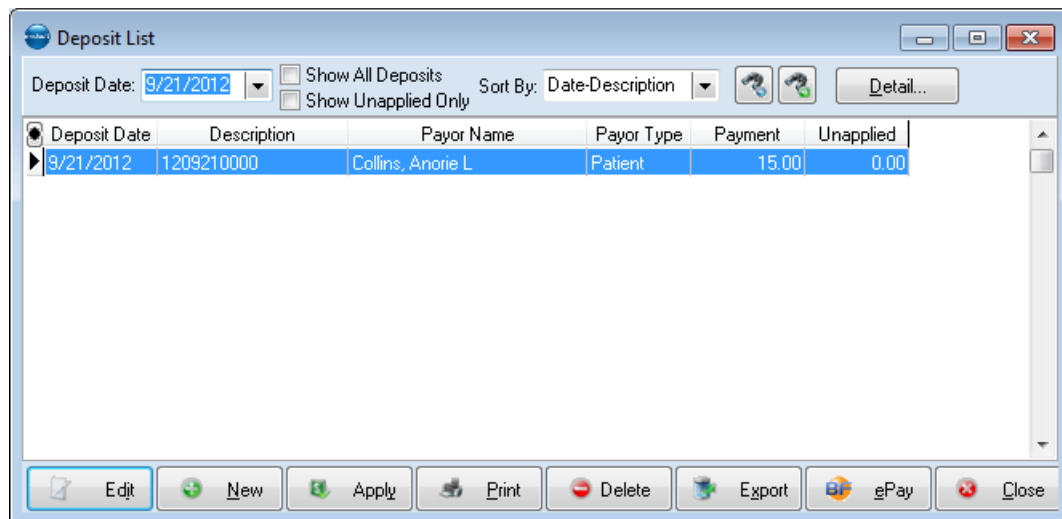 Deposit List
Deposit Date: 9/21/2012 Show All Deposits Sort By: Date-Description Detail...
Show Unapplied Only
Deposit Date Description Payor Name Payor Type Payment Unapplied
9/21/2012 1209210000 Collins, Anorie L Patient 15.00 0.00
Edit New Apply Print Delete Export BF ePay Close